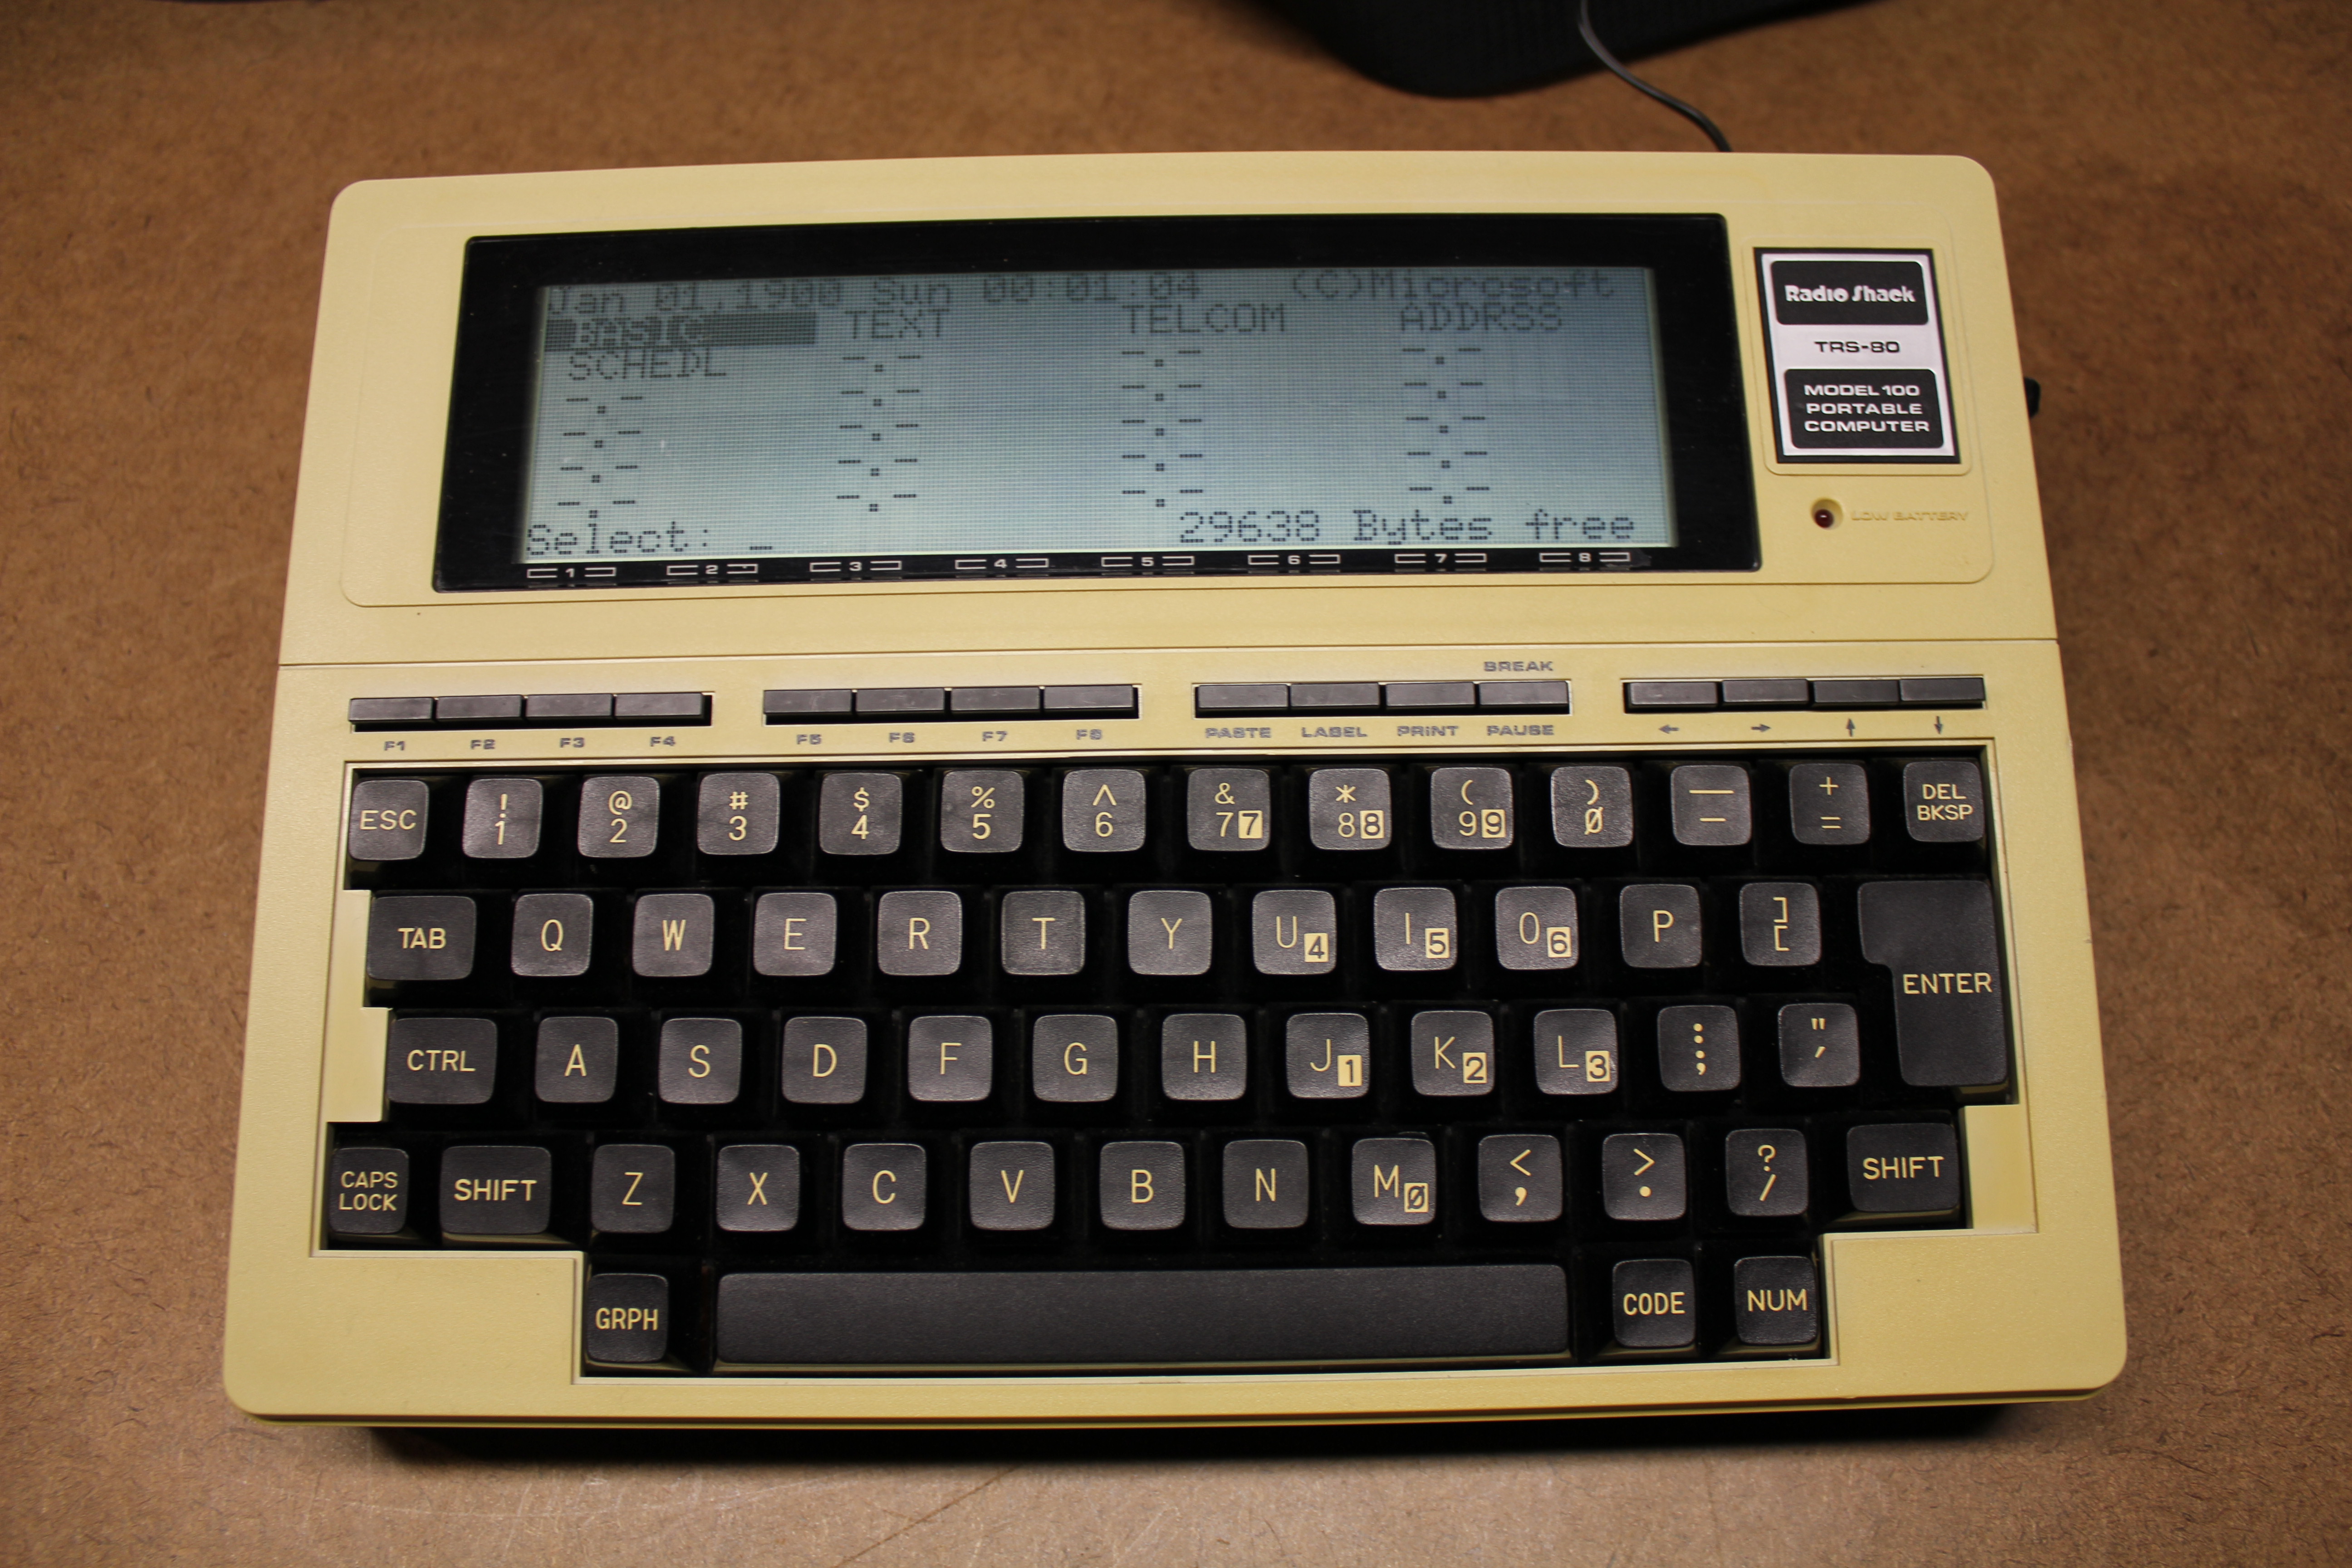 Jan 01,1900 Sun 00:01:04 (C)Microsoft
BASIC TEXT TELCOM ADDRSS
SCHEDL -.- -.- -.-
-.- -.- -.- -.-
-.- -.- -.- -.-
-.- -.- -.- -.-
-.- -.- -.- -.-
Select: _ 29638 Bytes free
1 2 3 4 5 6 7 8
Radio Shack
TRS-80
MODEL 100
PORTABLE
COMPUTER
LOW BATTERY
BREAK
F1 F2 F3 F4 F5 F6 F7 F8 PASTE LABEL PRINT PAUSE ← → ↑ ↓
ESC ! 1 @ 2 # 3 $ 4 % 5 ^ 6 & 7 7 * 8 8 ( 9 9 ) Ø — – + = DEL BKSP
TAB Q W E R T Y U 4 I 5 O 6 P ] [ ENTER
CTRL A S D F G H J 1 K 2 L 3 : ; " '
CAPS LOCK SHIFT Z X C V B N M Ø < , > . ? / SHIFT
GRPH CODE NUM